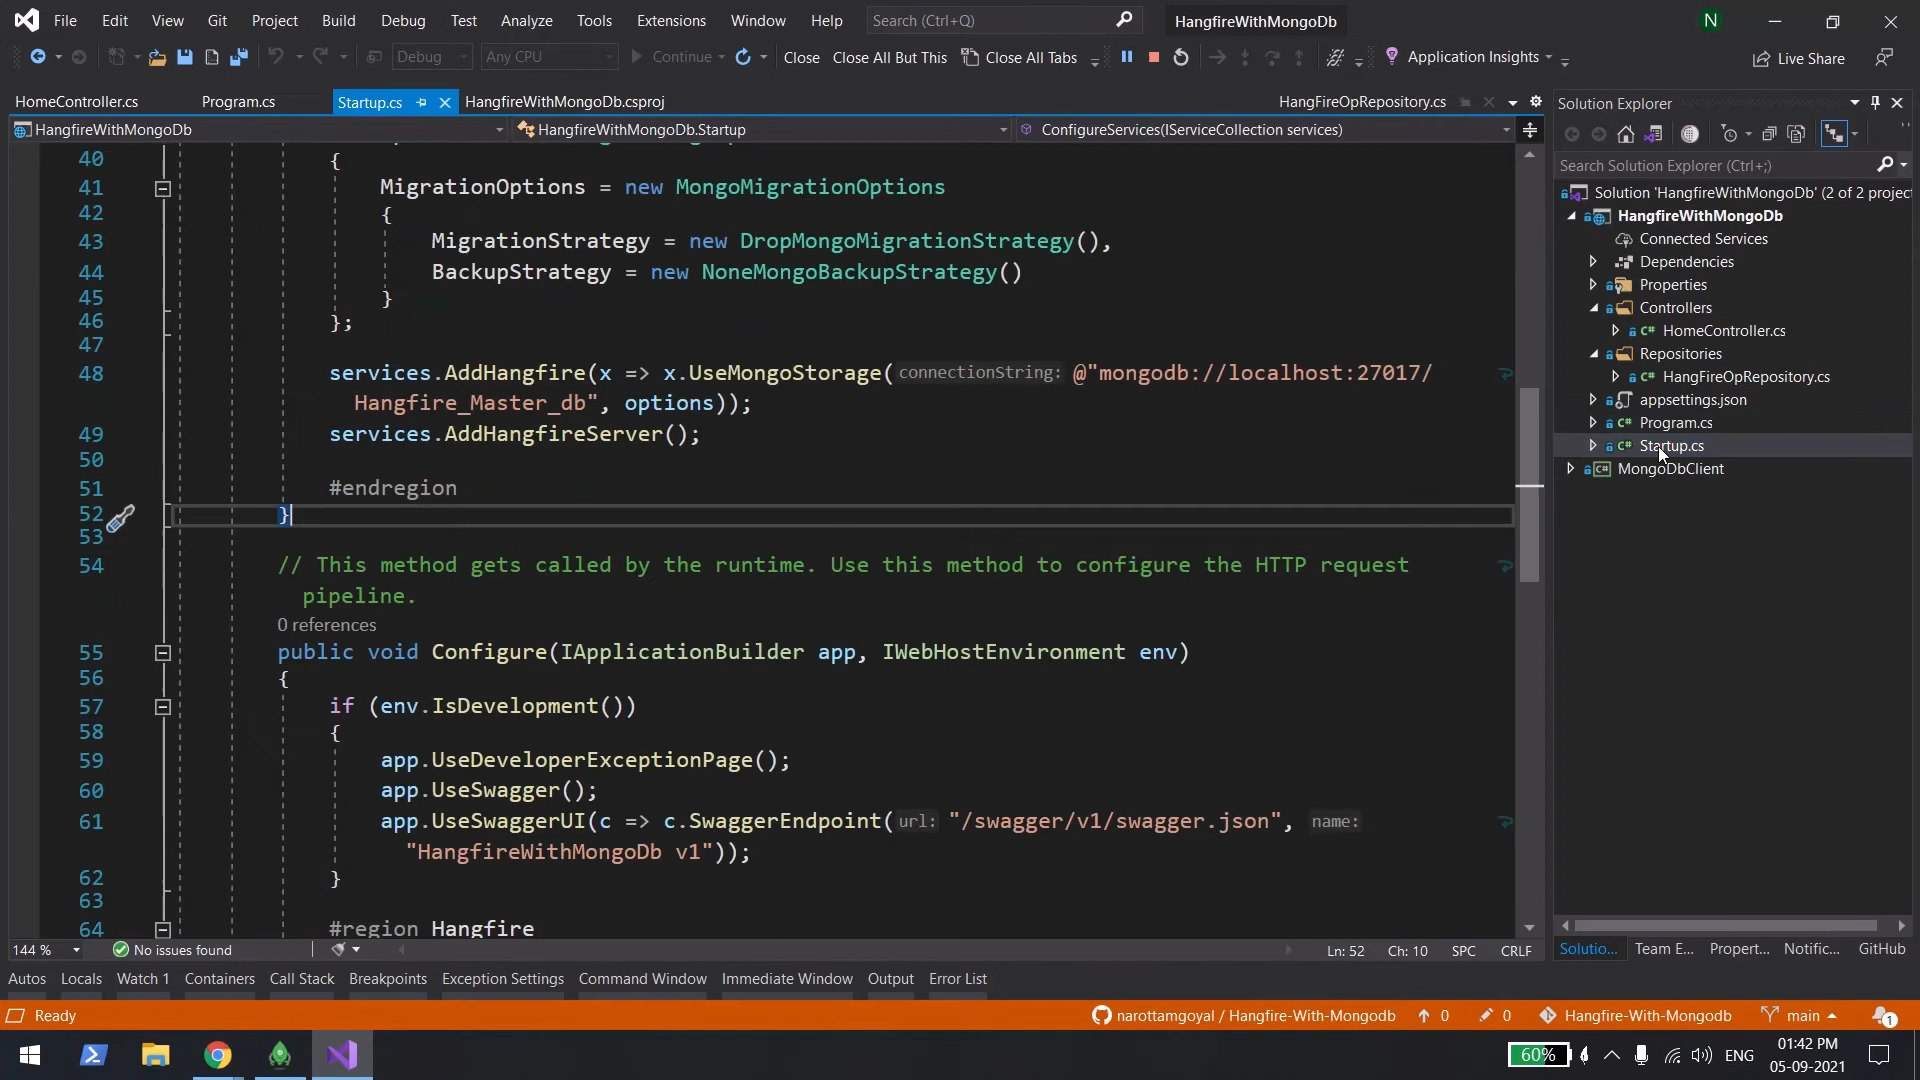 File Edit View Git Project Build Debug Test Analyze Tools Extensions Window Help Search (Ctrl+Q) HangfireWithMongoDb N
Debug Any CPU Continue Close Close All But This Close All Tabs Application Insights Live Share
HomeController.cs Program.cs Startup.cs HangfireWithMongoDb.csproj HangFireOpRepository.cs
HangfireWithMongoDb HangfireWithMongoDb.Startup ConfigureServices(IServiceCollection services)
40 {
41 MigrationOptions = new MongoMigrationOptions
42 {
43 MigrationStrategy = new DropMongoMigrationStrategy(),
44 BackupStrategy = new NoneMongoBackupStrategy()
45 }
46 };
47
48 services.AddHangfire(x => x.UseMongoStorage(connectionString: @"mongodb://localhost:27017/
Hangfire_Master_db", options));
49 services.AddHangfireServer();
50
51 #endregion
52 }
53
54 // This method gets called by the runtime. Use this method to configure the HTTP request
pipeline.
0 references
55 public void Configure(IApplicationBuilder app, IWebHostEnvironment env)
56 {
57 if (env.IsDevelopment())
58 {
59 app.UseDeveloperExceptionPage();
60 app.UseSwagger();
61 app.UseSwaggerUI(c => c.SwaggerEndpoint(url: "/swagger/v1/swagger.json", name:
"HangfireWithMongoDb v1"));
62 }
63
64 #region Hangfire
144 % No issues found Ln: 52 Ch: 10 SPC CRLF
Solution Explorer
Search Solution Explorer (Ctrl+;)
Solution 'HangfireWithMongoDb' (2 of 2 projec
HangfireWithMongoDb
Connected Services
Dependencies
Properties
Controllers
C# HomeController.cs
Repositories
C# HangFireOpRepository.cs
appsettings.json
C# Program.cs
C# Startup.cs
C# MongoDbClient
Solutio... Team E... Propert... Notific... GitHub
Autos Locals Watch 1 Containers Call Stack Breakpoints Exception Settings Command Window Immediate Window Output Error List
Ready narottamgoyal / Hangfire-With-Mongodb 0 0 Hangfire-With-Mongodb main 1
60% ENG 01:42 PM
05-09-2021